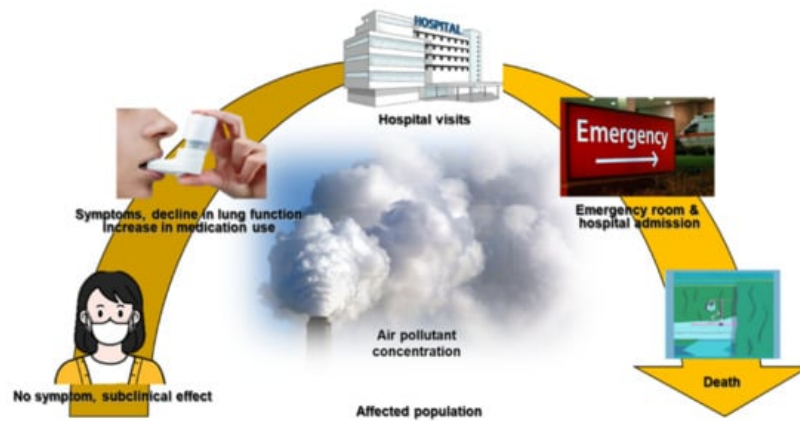 HOSPITAL
Hospital visits
Emergency
Symptoms, decline in lung function
Increase in medication use
Emergency room &
hospital admission
Air pollutant
concentration
No symptom, subclinical effect
Death
Affected population